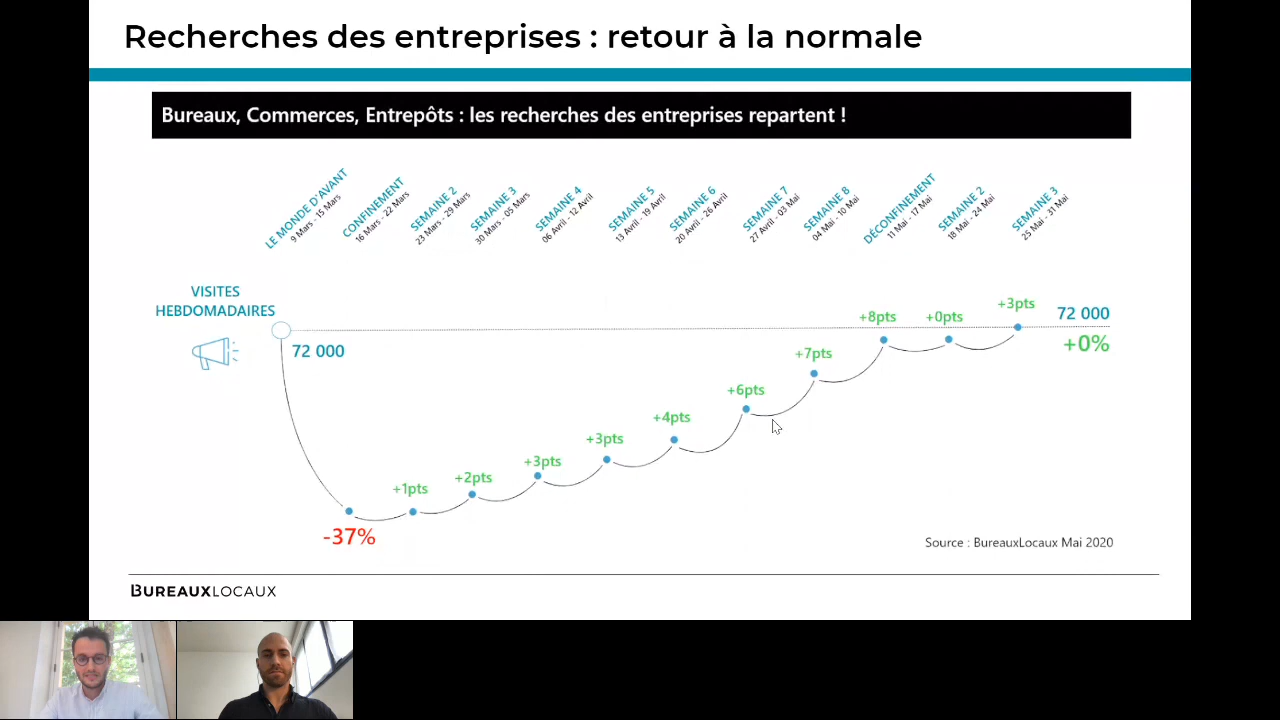 Recherches des entreprises : retour à la normale
Bureaux, Commerces, Entrepôts : les recherches des entreprises repartent !
LE MONDE D'AVANT
9 Mars - 15 Mars
CONFINEMENT
16 Mars - 22 Mars
SEMAINE 2
23 Mars - 29 Mars
SEMAINE 3
30 Mars - 05 Mars
SEMAINE 4
06 Avril - 12 Avril
SEMAINE 5
13 Avril - 19 Avril
SEMAINE 6
20 Avril - 26 Avril
SEMAINE 7
27 Avril - 03 Mai
SEMAINE 8
04 Mai - 10 Mai
DÉCONFINEMENT
11 Mai - 17 Mai
SEMAINE 2
18 Mai - 24 Mai
SEMAINE 3
25 Mai - 31 Mai
VISITES
HEBDOMADAIRES
72 000
-37%
+1pts
+2pts
+3pts
+3pts
+4pts
+6pts
+7pts
+8pts
+0pts
+3pts
72 000
+0%
Source : BureauxLocaux Mai 2020
BUREAUXLOCAUX